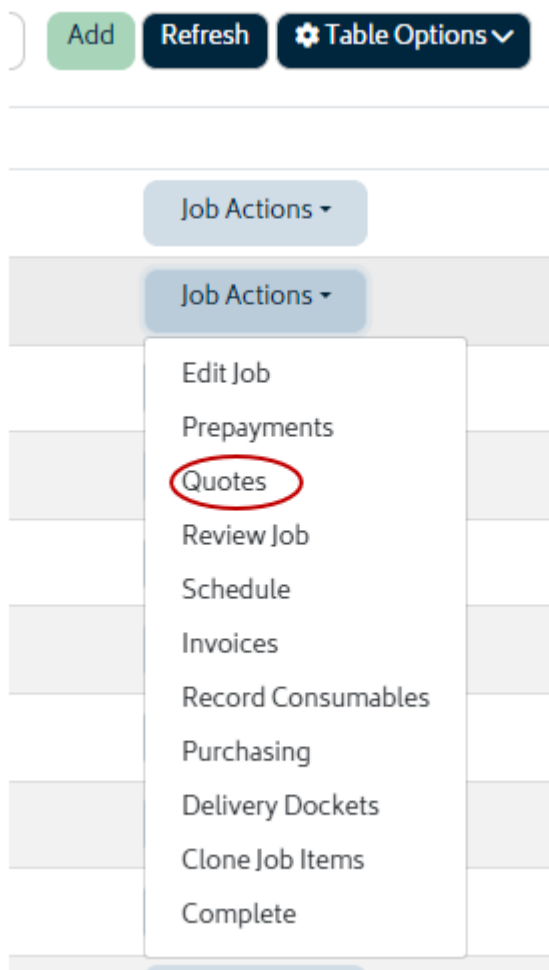 Add Refresh Table Options
Job Actions
Job Actions
Edit Job
Prepayments
Quotes
Review Job
Schedule
Invoices
Record Consumables
Purchasing
Delivery Dockets
Clone Job Items
Complete